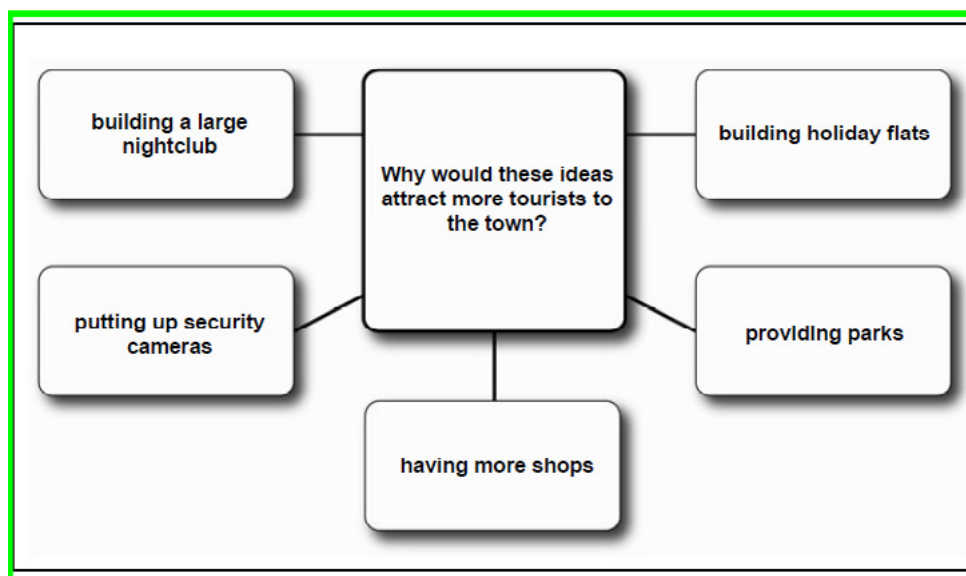 building a large
nightclub
Why would these ideas
attract more tourists to
the town?
building holiday flats
putting up security
cameras
providing parks
having more shops